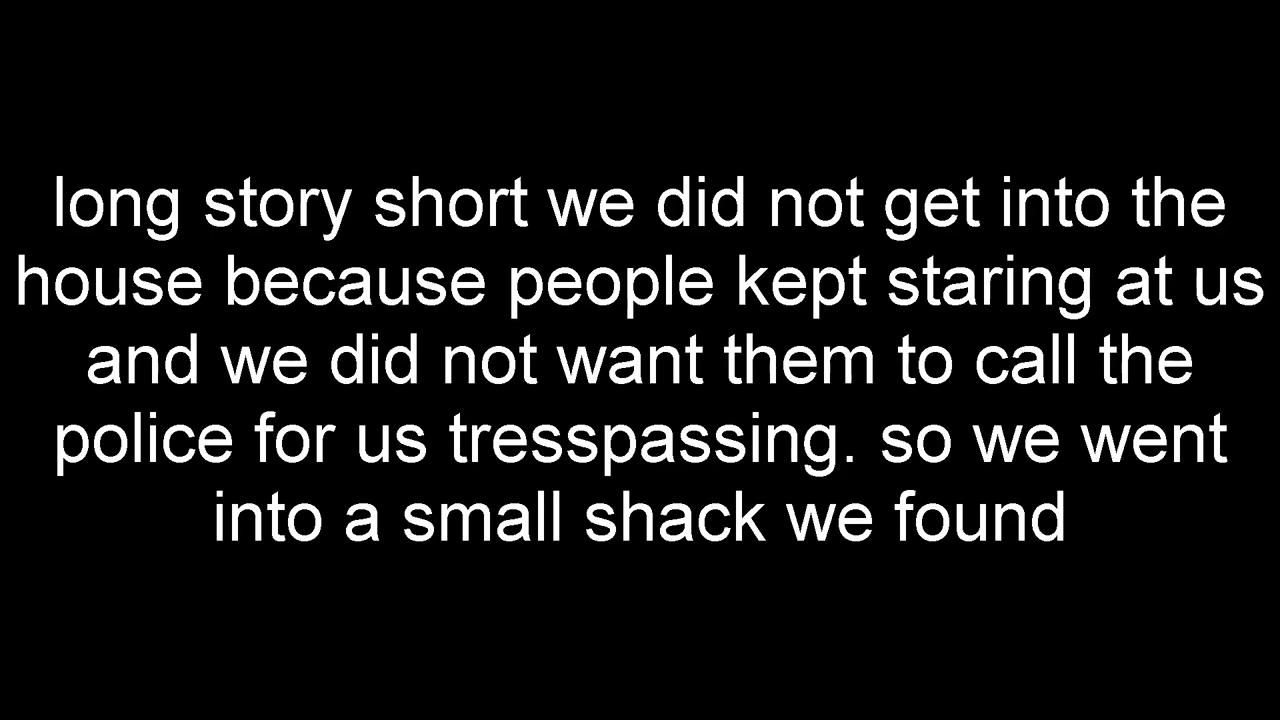 long story short we did not get into the
house because people kept staring at us
and we did not want them to call the
police for us tresspassing. so we went
into a small shack we found